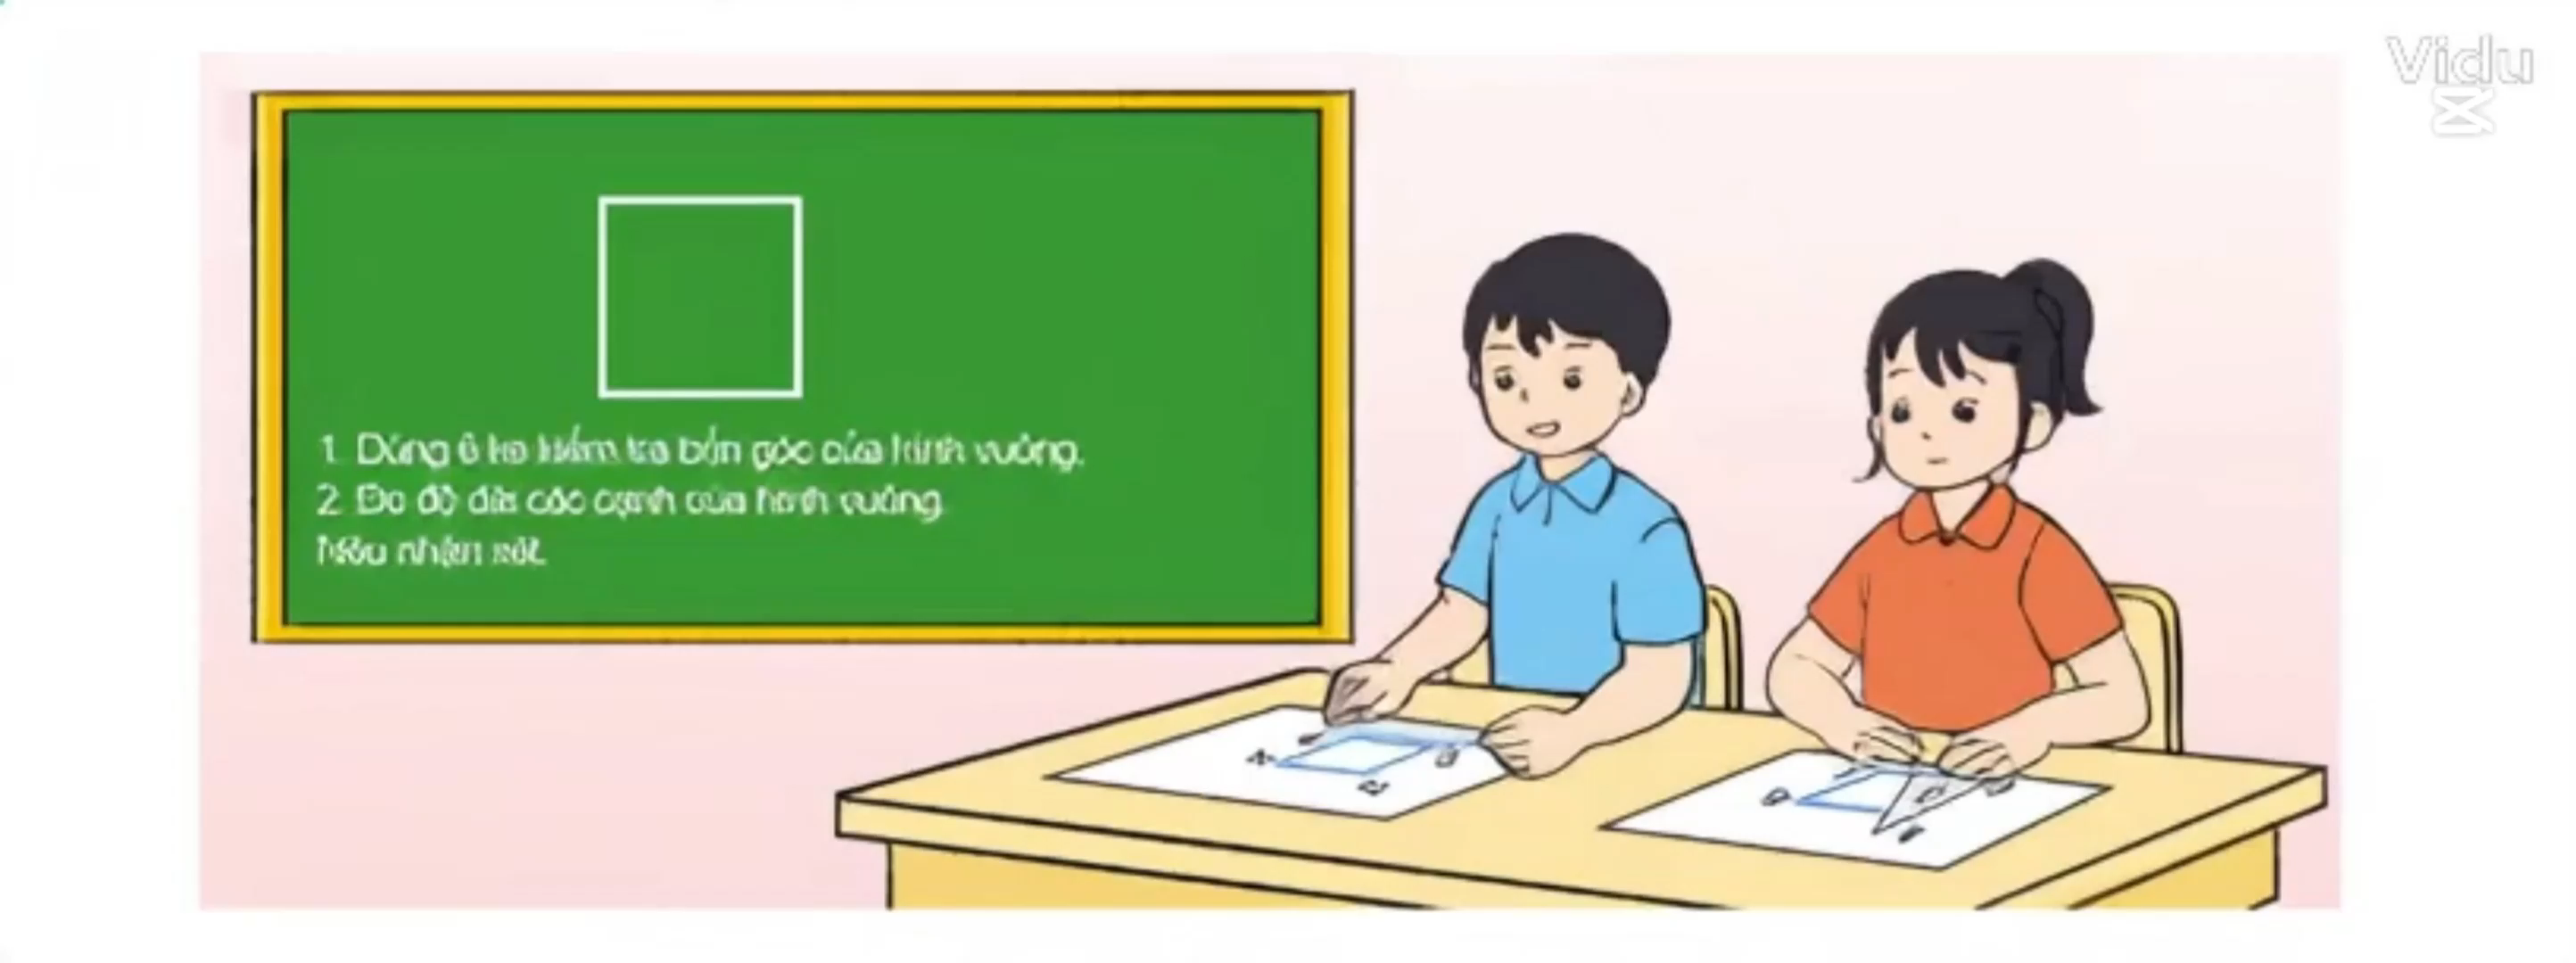 Vidu
1. Dùng ê ke kiểm tra bốn góc của hình vuông.
2. Đo độ dài các cạnh của hình vuông.
Nêu nhận xét.